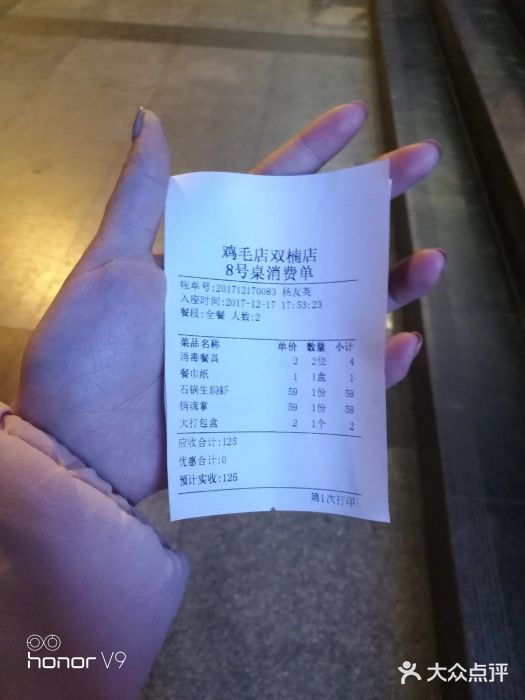 鸡毛店双楠店
8号桌消费单
帐单号:201712170083 杨友英
入座时间:2017-12-17 17:53:23
餐段:全餐 人数:2
菜品名称 单价 数量 小计
消毒餐具 2 2位 4
餐巾纸 1 1盒 1
石锅生焖虾 59 1份 59
销魂掌 59 1份 59
大打包盒 2 1个 2
应收合计:125
优惠合计:0
预计实收:125
第1次打印
honor V9
大众点评